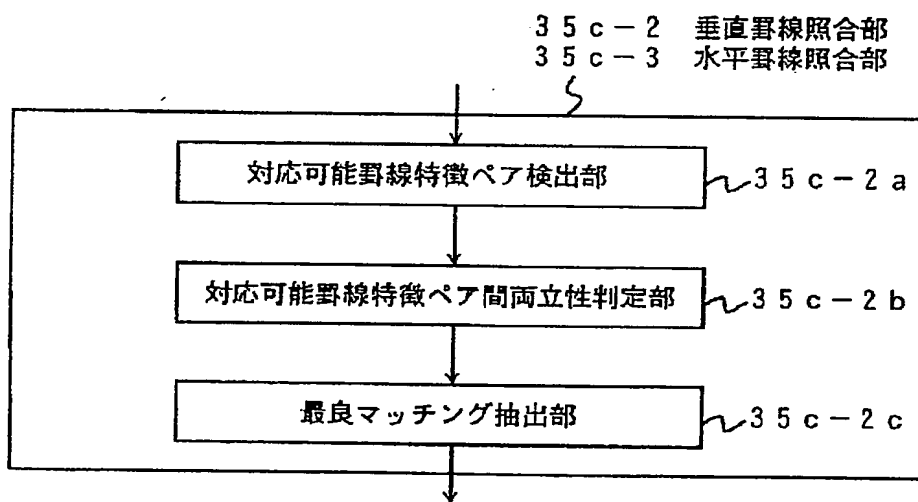 35c-2 垂直罫線照合部
35c-3 水平罫線照合部
対応可能罫線特徴ペア検出部
35c-2a
対応可能罫線特徴ペア間両立性判定部
35c-2b
最良マッチング抽出部
35c-2c